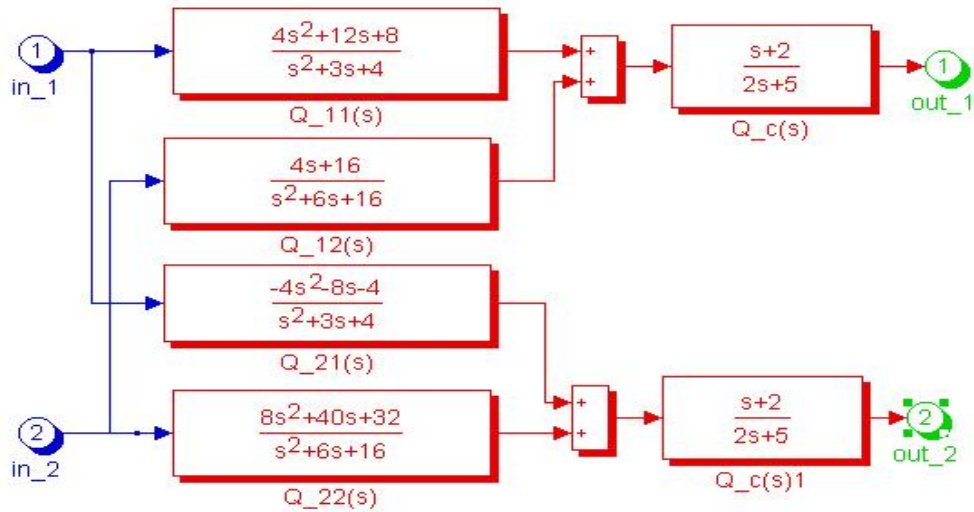 1
in_1
4s²+12s+8
s²+3s+4
Q_11(s)
+
+
s+2
2s+5
Q_c(s)
1
out_1
4s+16
s²+6s+16
Q_12(s)
-4s²-8s-4
s²+3s+4
Q_21(s)
2
in_2
8s²+40s+32
s²+6s+16
Q_22(s)
+
+
s+2
2s+5
Q_c(s)1
2
out_2